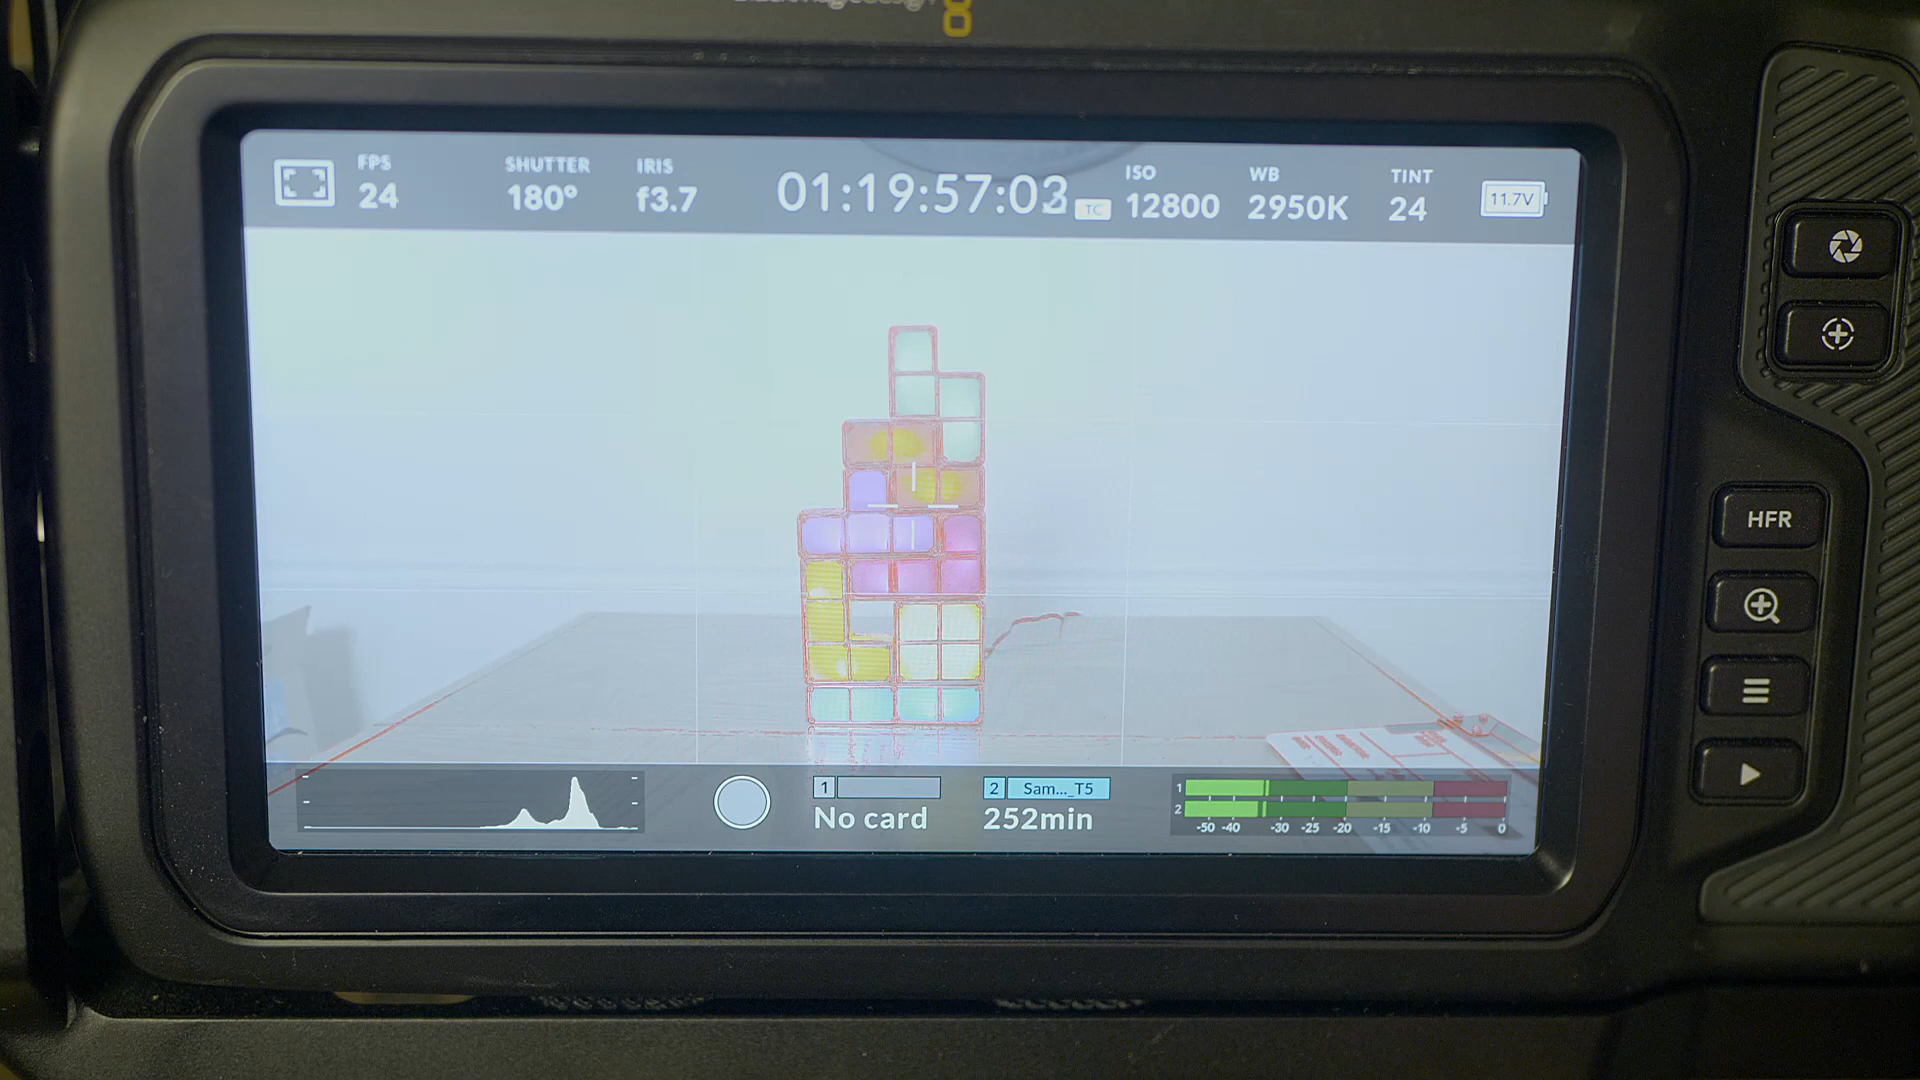 FPS
24
SHUTTER
180°
IRIS
f3.7
01:19:57:03
TC
ISO
12800
WB
2950K
TINT
24
11.7V
HFR
1
No card
2 Sam..._T5
252min
1
2
-50 -40 -30 -25 -20 -15 -10 -5 0